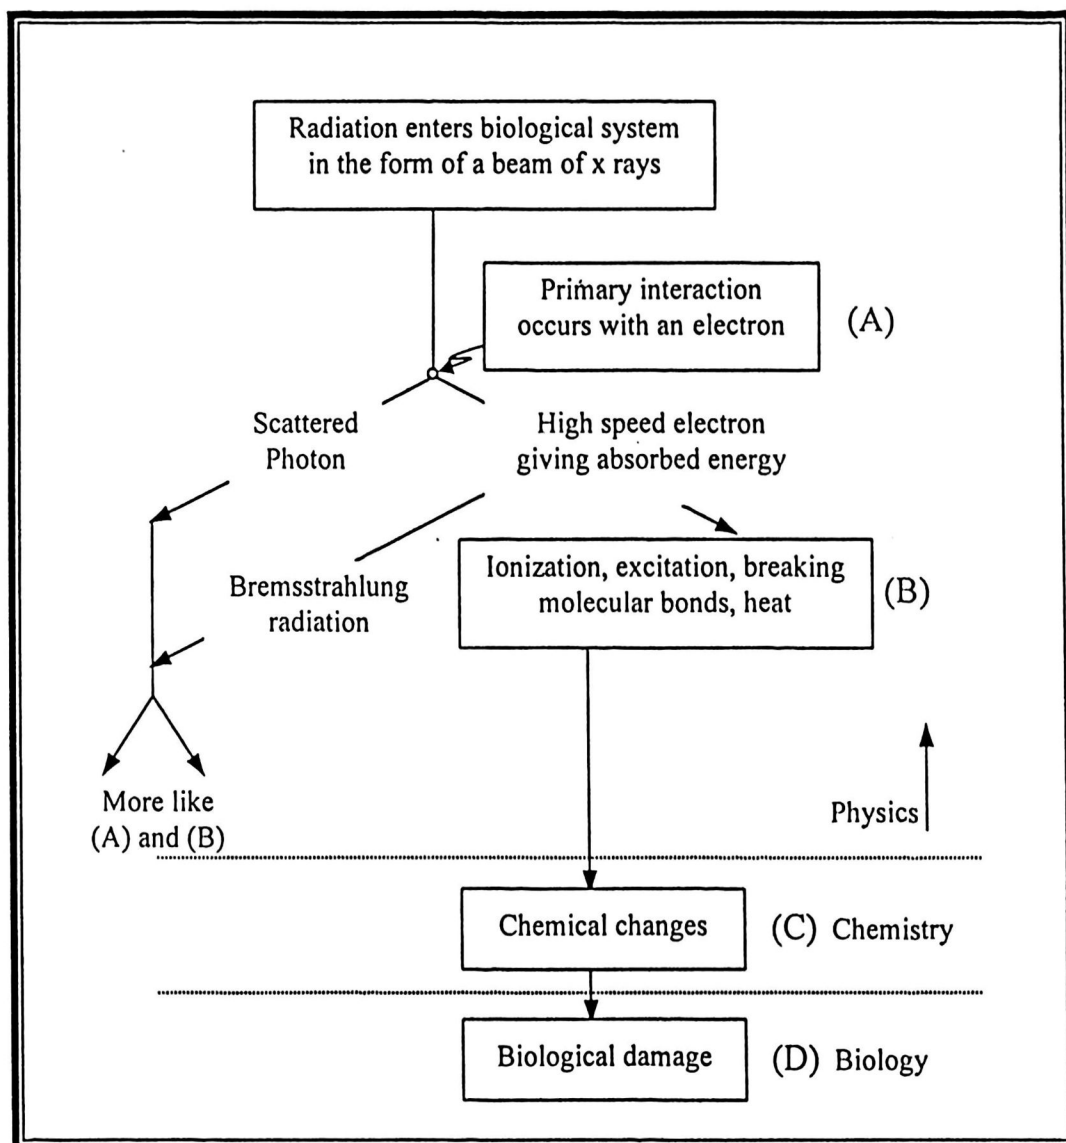 Radiation enters biological system
in the form of a beam of x rays
Primary interaction
occurs with an electron
(A)
Scattered
Photon
High speed electron
giving absorbed energy
Bremsstrahlung
radiation
Ionization, excitation, breaking
molecular bonds, heat
(B)
More like
(A) and (B)
Physics
Chemical changes
(C) Chemistry
Biological damage
(D) Biology